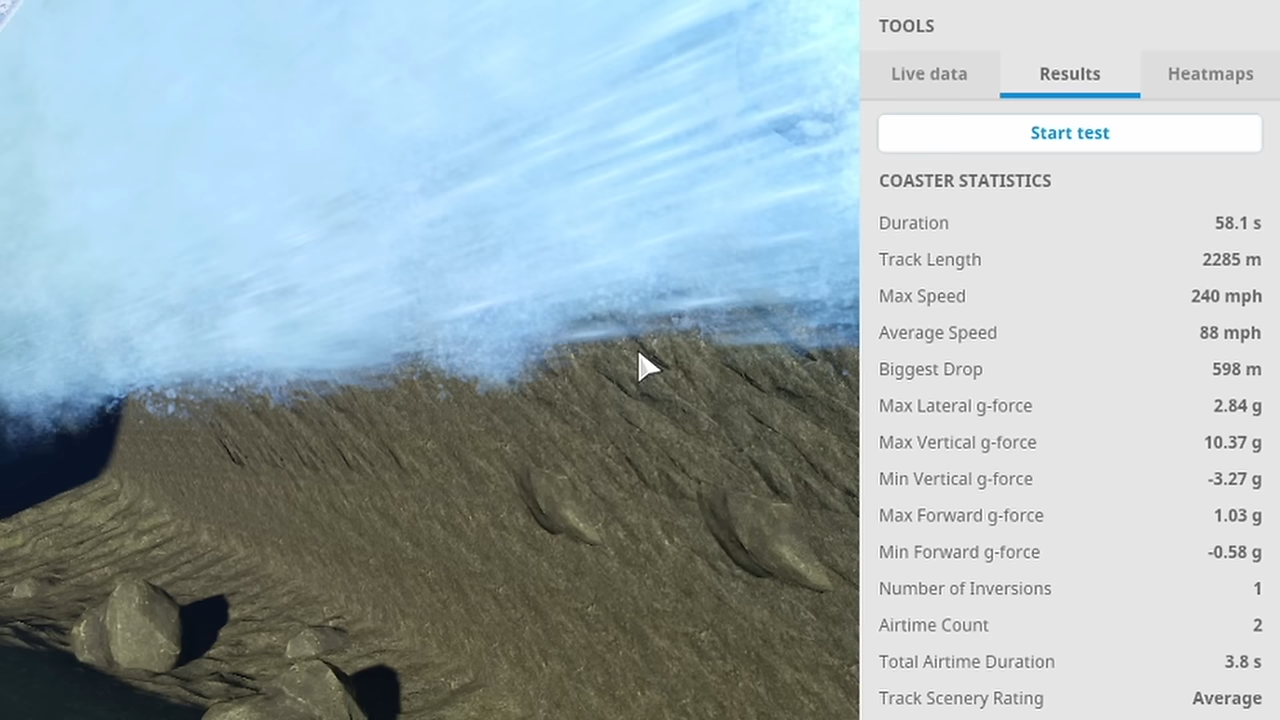 TOOLS
Live data Results Heatmaps
Start test
COASTER STATISTICS
Duration 58.1 s
Track Length 2285 m
Max Speed 240 mph
Average Speed 88 mph
Biggest Drop 598 m
Max Lateral g-force 2.84 g
Max Vertical g-force 10.37 g
Min Vertical g-force -3.27 g
Max Forward g-force 1.03 g
Min Forward g-force -0.58 g
Number of Inversions 1
Airtime Count 2
Total Airtime Duration 3.8 s
Track Scenery Rating Average